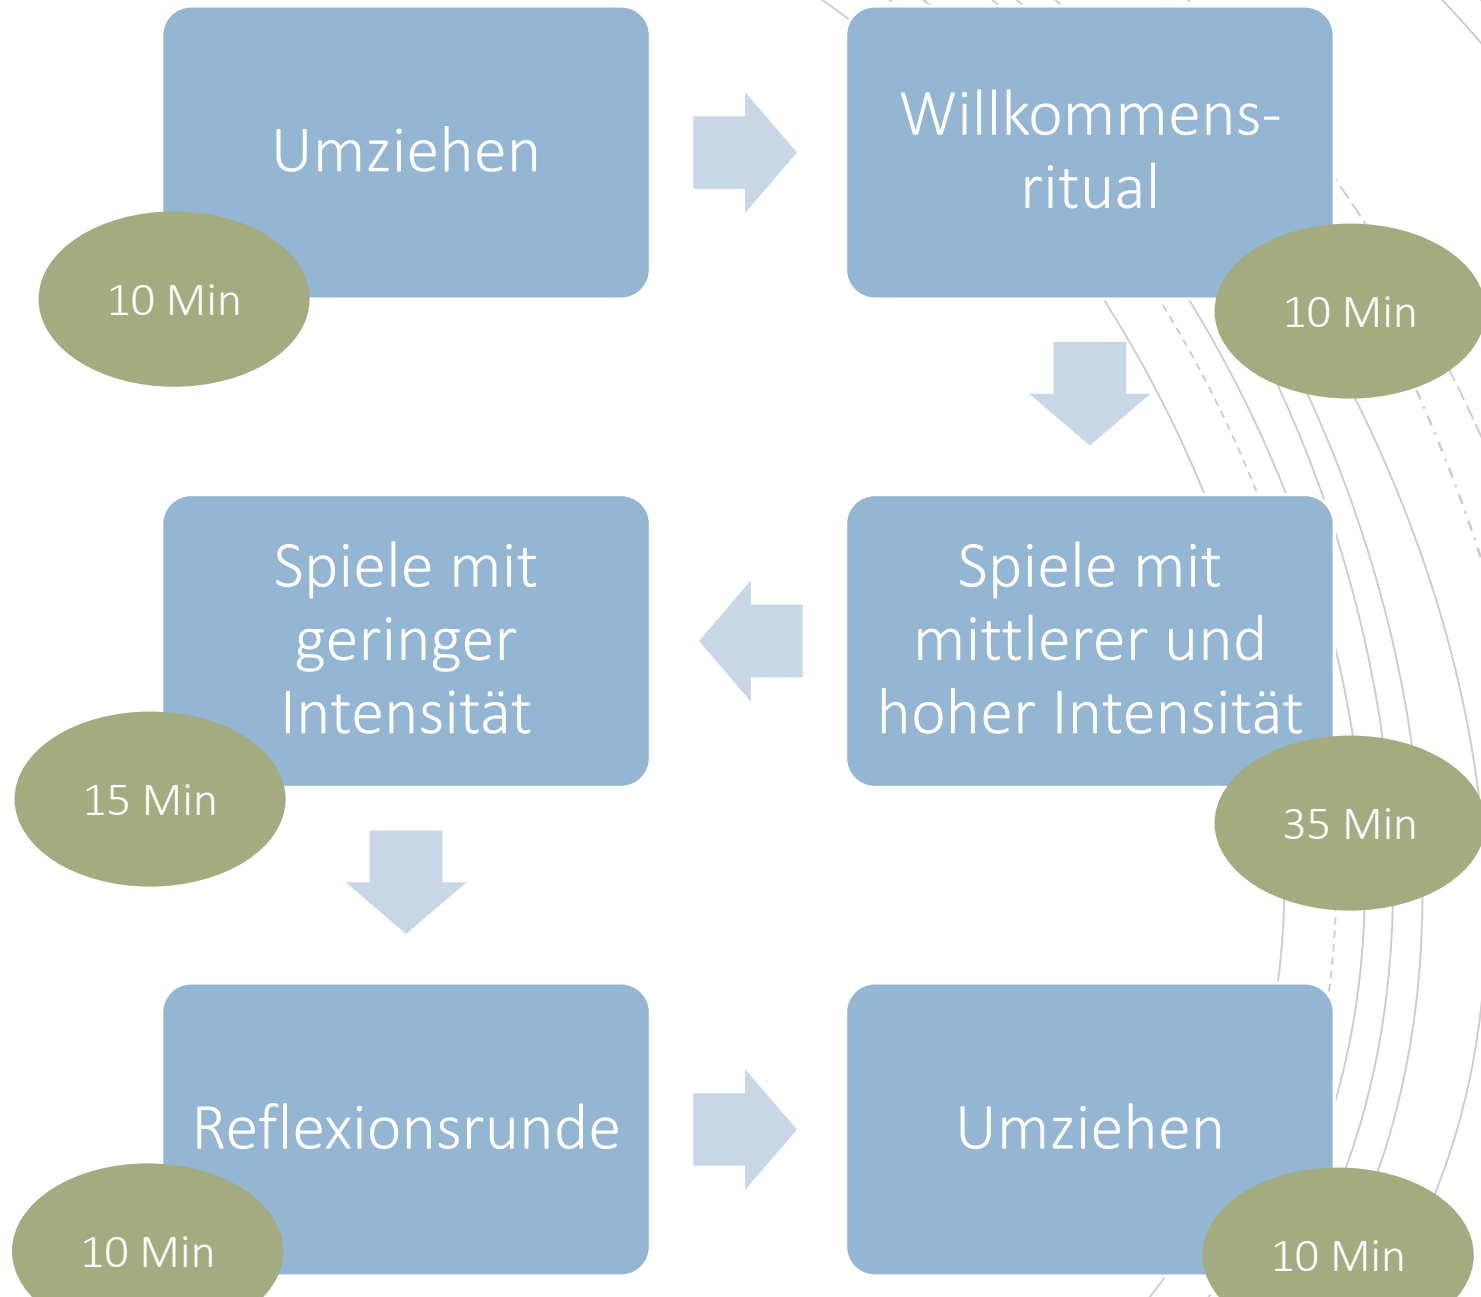 Umziehen
10 Min
Willkommens-
ritual
10 Min
Spiele mit
mittlerer und
hoher Intensität
35 Min
Spiele mit
geringer
Intensität
15 Min
Reflexionsrunde
10 Min
Umziehen
10 Min